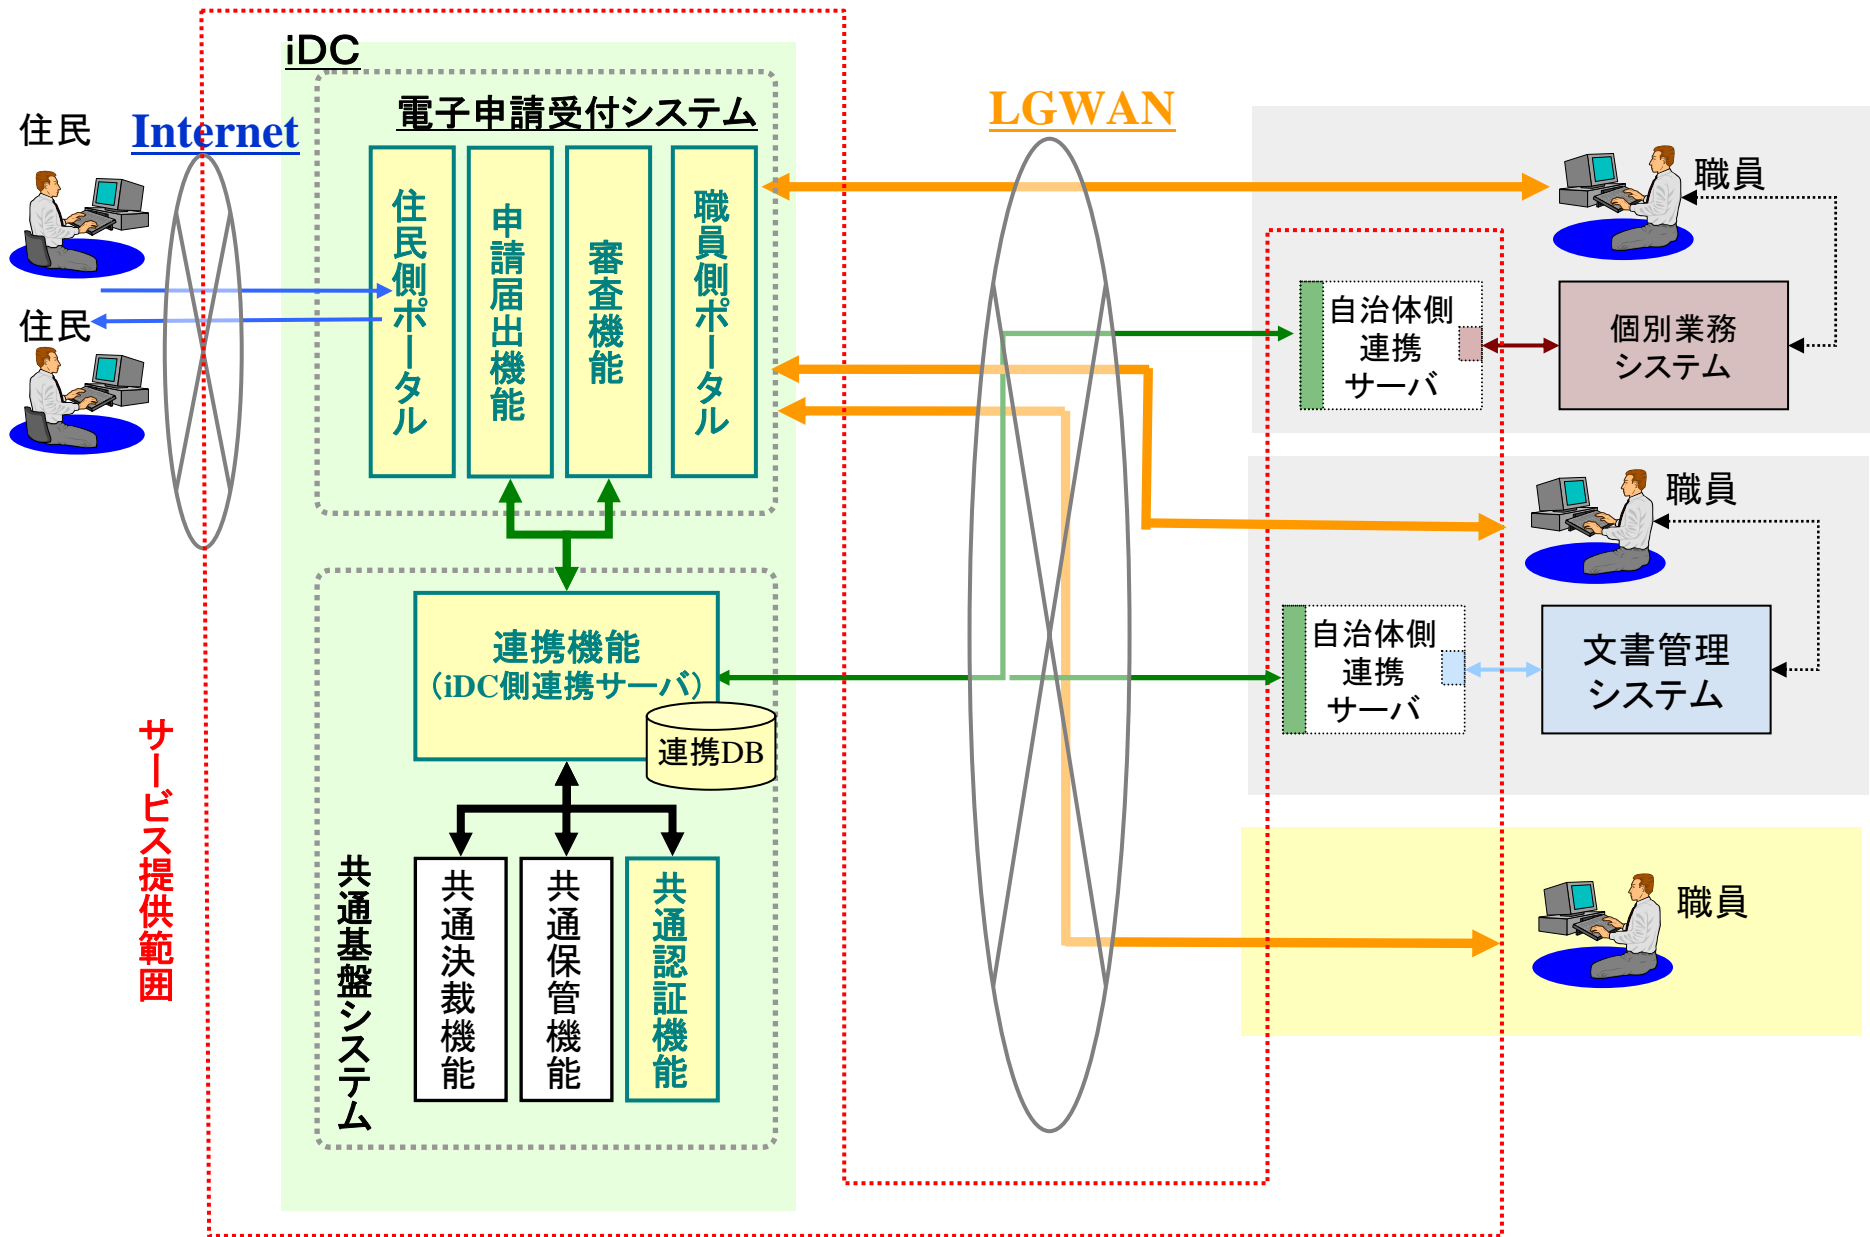 iDC
電子申請受付システム
住民
Internet
住民
住民側ポータル
申請届出機能
審査機能
職員側ポータル
LGWAN
職員
自治体側
連携
サーバ
個別業務
システム
職員
自治体側
連携
サーバ
文書管理
システム
職員
連携機能
（iDC側連携サーバ）
連携DB
サービス提供範囲
共通基盤システム
共通決裁機能
共通保管機能
共通認証機能